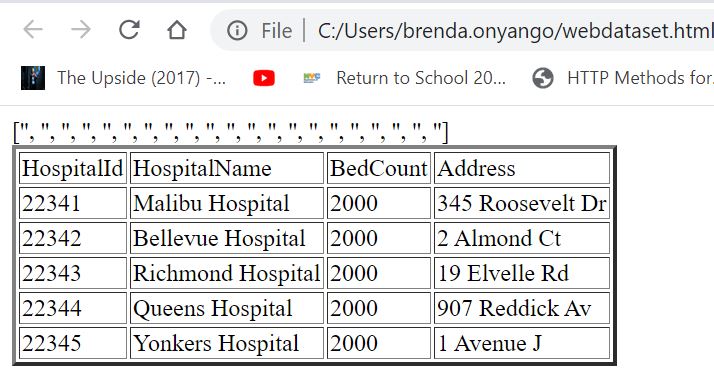 File | C:/Users/brenda.onyango/webdataset.html
The Upside (2017) -... Return to School 20... HTTP Methods for
['', '', '', '', '', '', '', '', '', '', '', '', '', '', '', '', '', '', '', '', '']
HospitalId HospitalName BedCount Address
22341 Malibu Hospital 2000 345 Roosevelt Dr
22342 Bellevue Hospital 2000 2 Almond Ct
22343 Richmond Hospital 2000 19 Elvelle Rd
22344 Queens Hospital 2000 907 Reddick Av
22345 Yonkers Hospital 2000 1 Avenue J